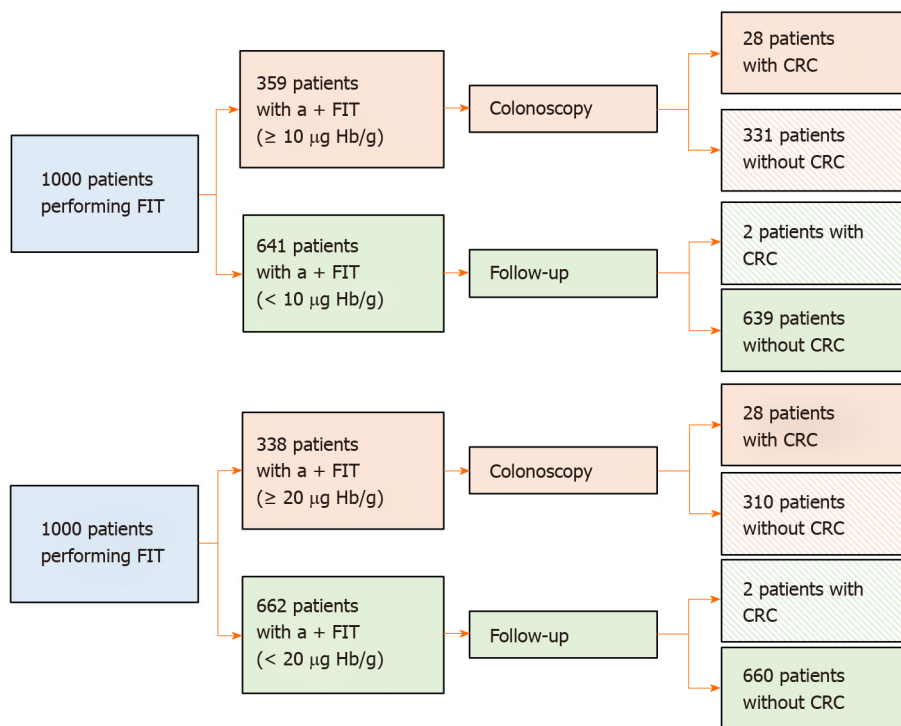 1000 patients
performing FIT
359 patients
with a + FIT
(≥ 10 μg Hb/g)
Colonoscopy
28 patients
with CRC
331 patients
without CRC
641 patients
with a + FIT
(< 10 μg Hb/g)
Follow-up
2 patients with
CRC
639 patients
without CRC
1000 patients
performing FIT
338 patients
with a + FIT
(≥ 20 μg Hb/g)
Colonoscopy
28 patients
with CRC
310 patients
without CRC
662 patients
with a + FIT
(< 20 μg Hb/g)
Follow-up
2 patients with
CRC
660 patients
without CRC